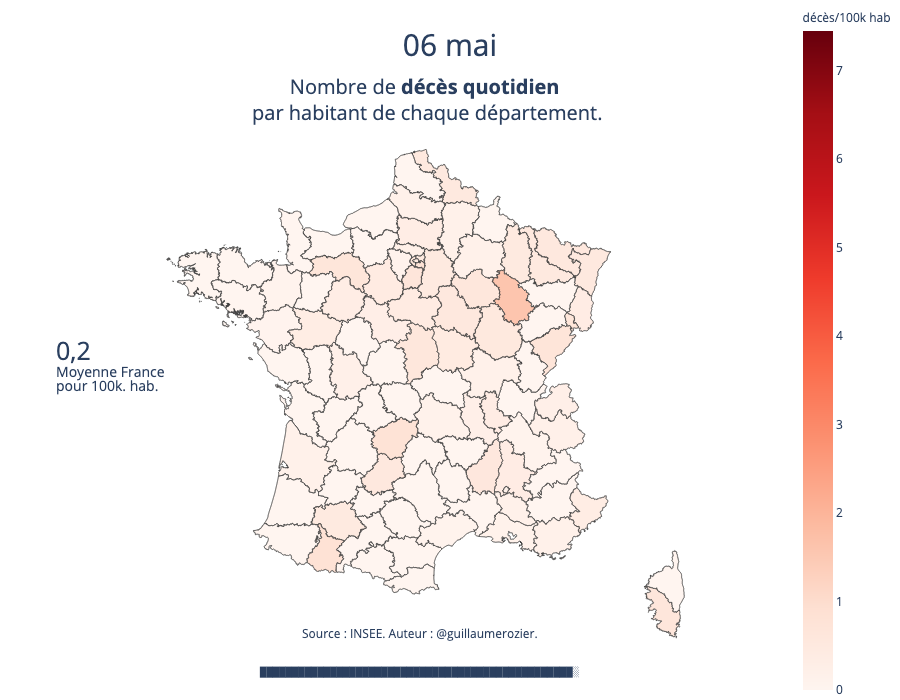 décès/100k hab
06 mai
Nombre de décès quotidien
par habitant de chaque département.
7
6
5
4
3
2
1
0
0,2
Moyenne France
pour 100k. hab.
Source : INSEE. Auteur : @guillaumerozier.